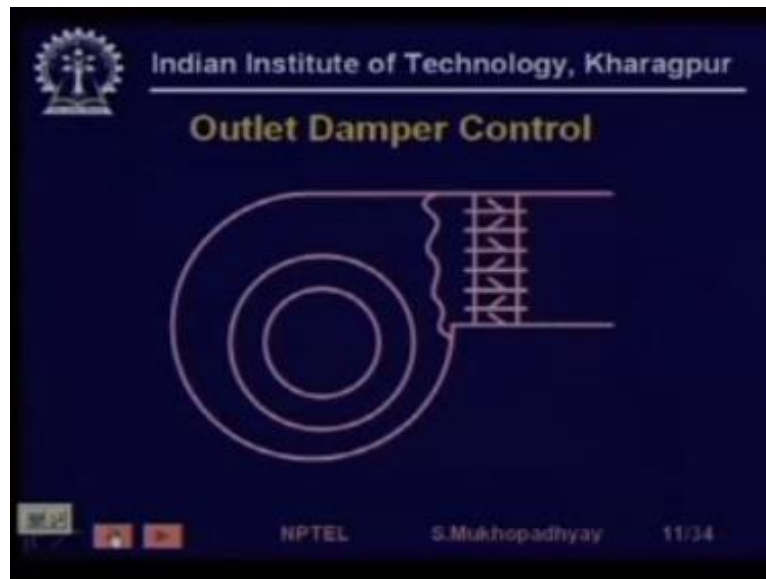 Indian Institute of Technology, Kharagpur
Outlet Damper Control
NPTEL S.Mukhopadhyay 11/34